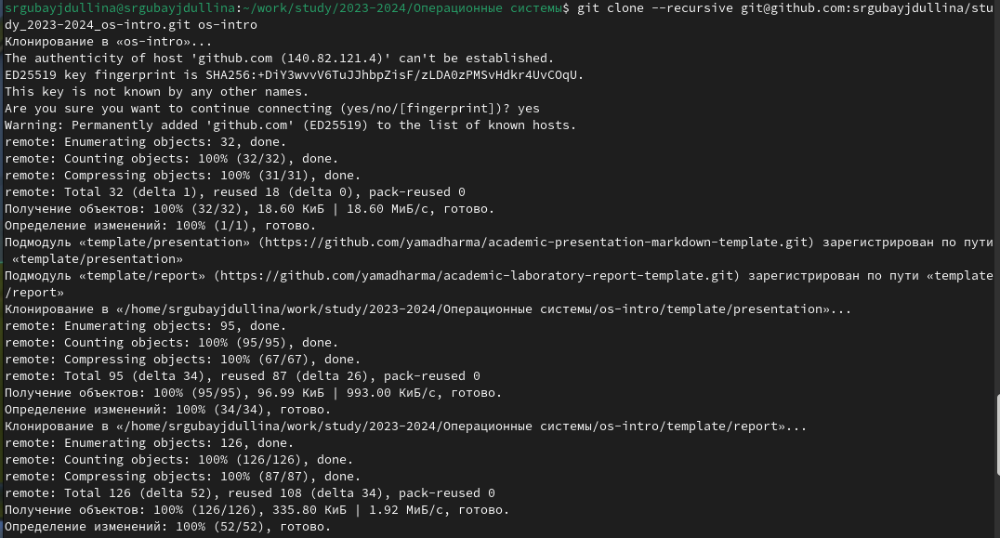 srgubayjdullina@srgubayjdullina:~/work/study/2023-2024/Операционные системы$ git clone --recursive git@github.com:srgubayjdullina/stu
dy_2023-2024_os-intro.git os-intro
Клонирование в «os-intro»...
The authenticity of host 'github.com (140.82.121.4)' can't be established.
ED25519 key fingerprint is SHA256:+DiY3wvvV6TuJJhbpZisF/zLDA0zPMSvHdkr4UvCOqU.
This key is not known by any other names.
Are you sure you want to continue connecting (yes/no/[fingerprint])? yes
Warning: Permanently added 'github.com' (ED25519) to the list of known hosts.
remote: Enumerating objects: 32, done.
remote: Counting objects: 100% (32/32), done.
remote: Compressing objects: 100% (31/31), done.
remote: Total 32 (delta 1), reused 18 (delta 0), pack-reused 0
Получение объектов: 100% (32/32), 18.60 КиБ | 18.60 МиБ/с, готово.
Определение изменений: 100% (1/1), готово.
Подмодуль «template/presentation» (https://github.com/yamadharma/academic-presentation-markdown-template.git) зарегистрирован по пути
«template/presentation»
Подмодуль «template/report» (https://github.com/yamadharma/academic-laboratory-report-template.git) зарегистрирован по пути «template
/report»
Клонирование в «/home/srgubayjdullina/work/study/2023-2024/Операционные системы/os-intro/template/presentation»...
remote: Enumerating objects: 95, done.
remote: Counting objects: 100% (95/95), done.
remote: Compressing objects: 100% (67/67), done.
remote: Total 95 (delta 34), reused 87 (delta 26), pack-reused 0
Получение объектов: 100% (95/95), 96.99 КиБ | 993.00 КиБ/с, готово.
Определение изменений: 100% (34/34), готово.
Клонирование в «/home/srgubayjdullina/work/study/2023-2024/Операционные системы/os-intro/template/report»...
remote: Enumerating objects: 126, done.
remote: Counting objects: 100% (126/126), done.
remote: Compressing objects: 100% (87/87), done.
remote: Total 126 (delta 52), reused 108 (delta 34), pack-reused 0
Получение объектов: 100% (126/126), 335.80 КиБ | 1.92 МиБ/с, готово.
Определение изменений: 100% (52/52), готово.